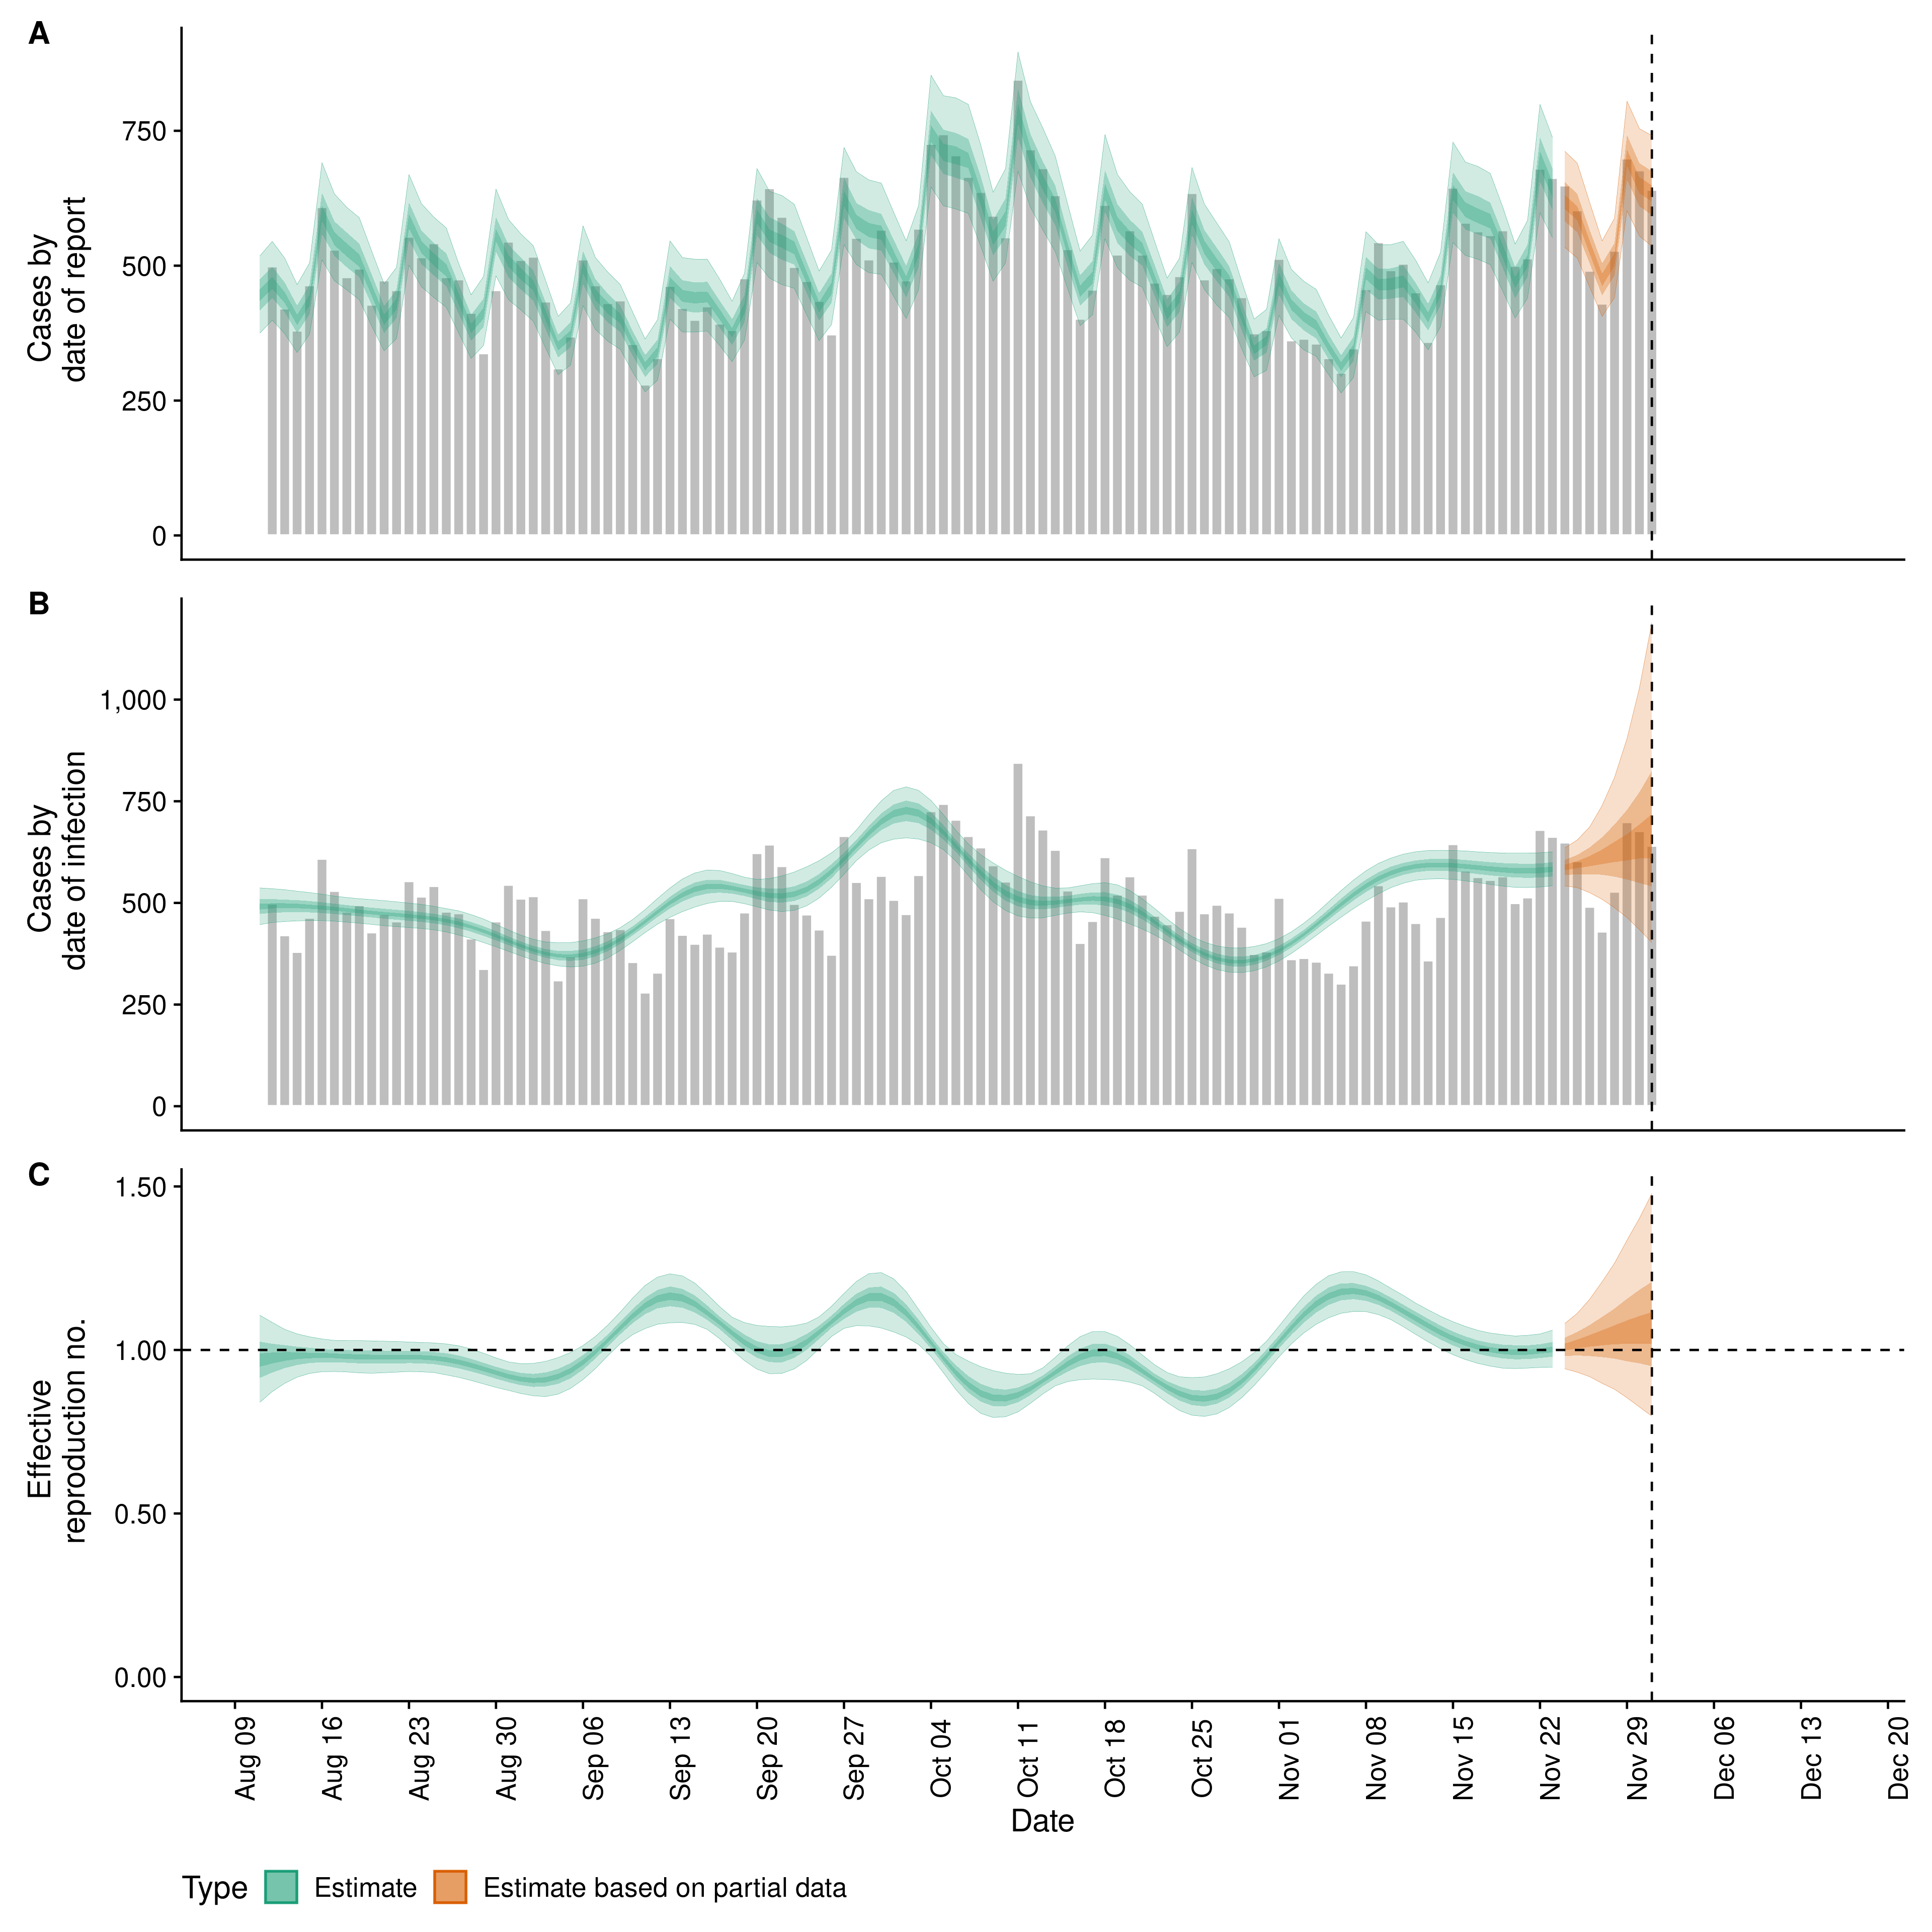 A
Cases by
date of report
750
500
250
0
B
Cases by
date of infection
1,000
750
500
250
0
C
Effective
reproduction no.
1.50
1.00
0.50
0.00
Aug 09
Aug 16
Aug 23
Aug 30
Sep 06
Sep 13
Sep 20
Sep 27
Oct 04
Oct 11
Oct 18
Oct 25
Nov 01
Nov 08
Nov 15
Nov 22
Nov 29
Dec 06
Dec 13
Dec 20
Date
Type Estimate Estimate based on partial data